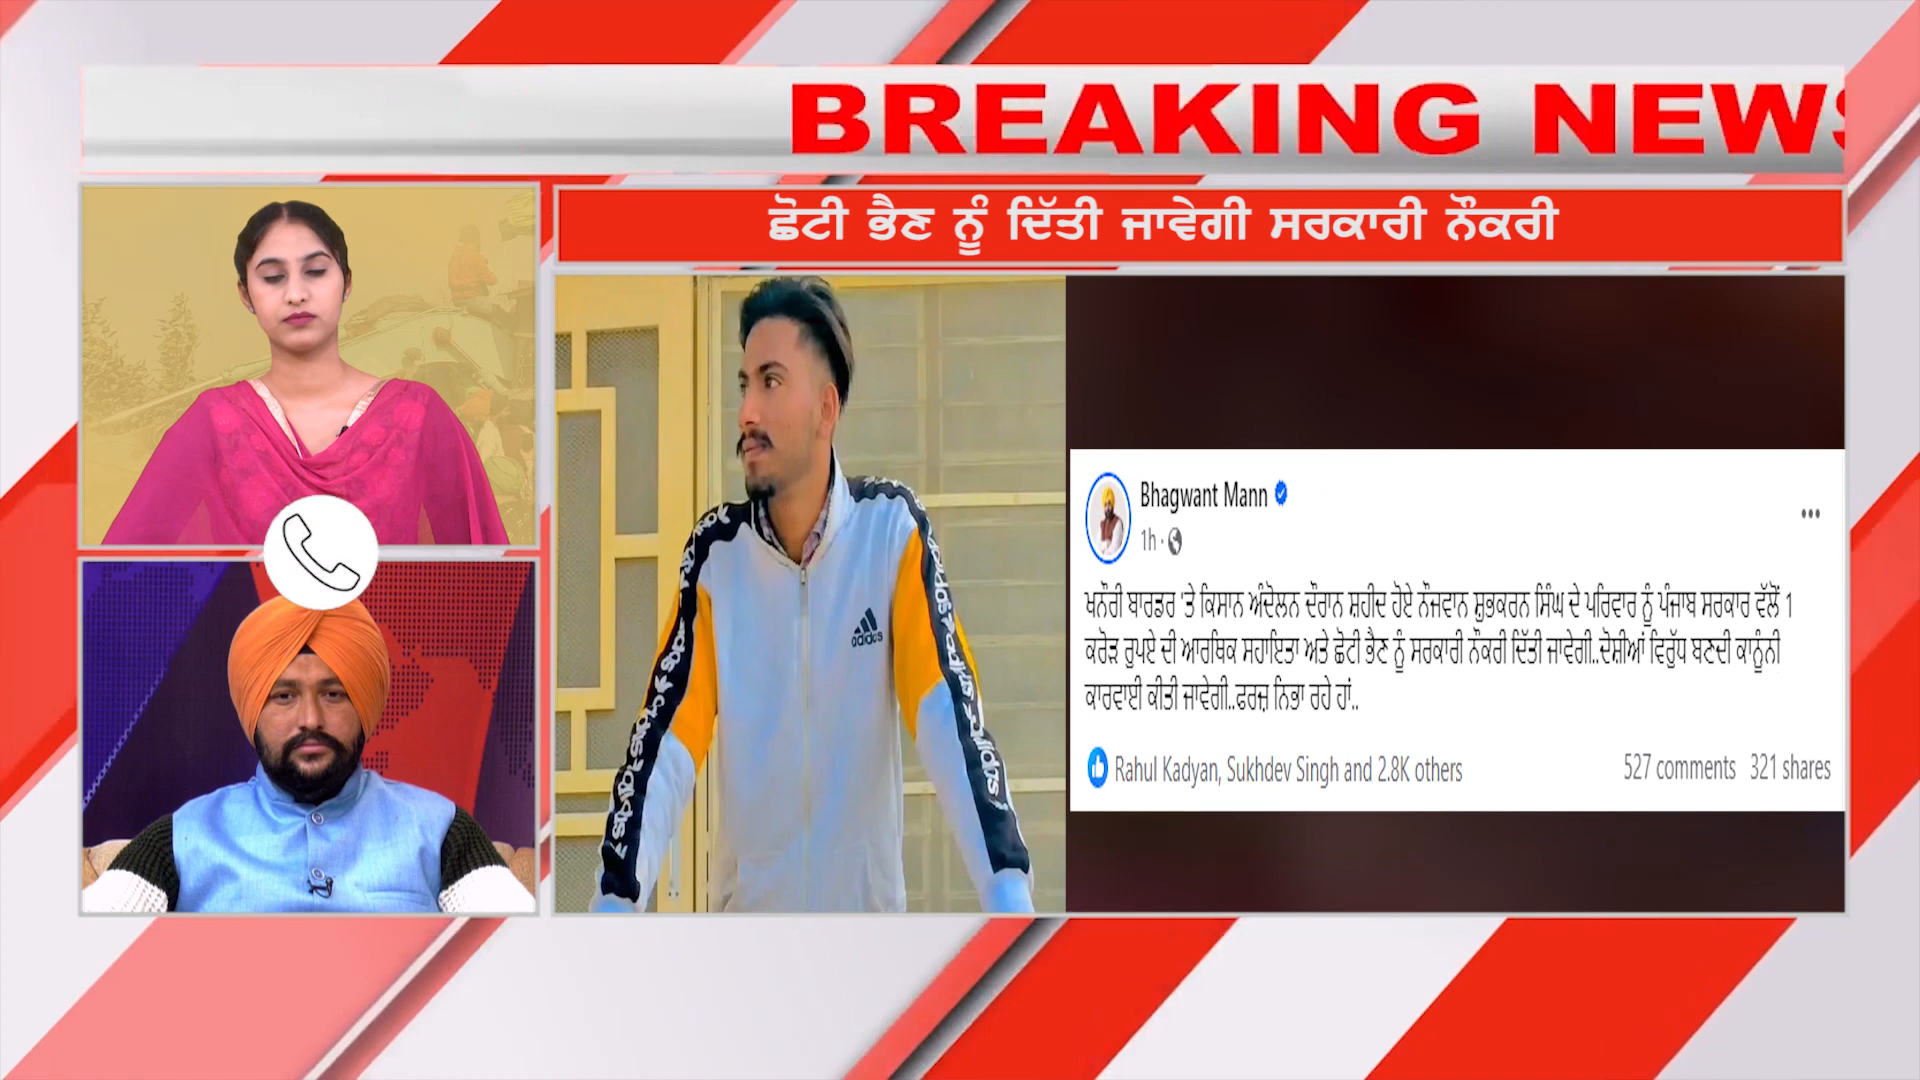 BREAKING NEWS
ਛੋਟੀ ਭੈਣ ਨੂੰ ਦਿੱਤੀ ਜਾਵੇਗੀ ਸਰਕਾਰੀ ਨੌਕਰੀ
Bhagwant Mann
1h ·
ਖਨੌਰੀ ਬਾਰਡਰ 'ਤੇ ਕਿਸਾਨ ਅੰਦੋਲਨ ਦੌਰਾਨ ਸ਼ਹੀਦ ਹੋਏ ਨੌਜਵਾਨ ਸ਼ੁਭਕਰਨ ਸਿੰਘ ਦੇ ਪਰਿਵਾਰ ਨੂੰ ਪੰਜਾਬ ਸਰਕਾਰ ਵੱਲੋਂ 1
ਕਰੋੜ ਰੁਪਏ ਦੀ ਆਰਥਿਕ ਸਹਾਇਤਾ ਅਤੇ ਛੋਟੀ ਭੈਣ ਨੂੰ ਸਰਕਾਰੀ ਨੌਕਰੀ ਦਿੱਤੀ ਜਾਵੇਗੀ..ਦੋਸ਼ੀਆਂ ਵਿਰੁੱਧ ਬਣਦੀ ਕਾਨੂੰਨੀ
ਕਾਰਵਾਈ ਕੀਤੀ ਜਾਵੇਗੀ..ਫਰਜ਼ ਨਿਭਾ ਰਹੇ ਹਾਂ..
Rahul Kadyan, Sukhdev Singh and 2.8K others
527 comments 321 shares
adidas